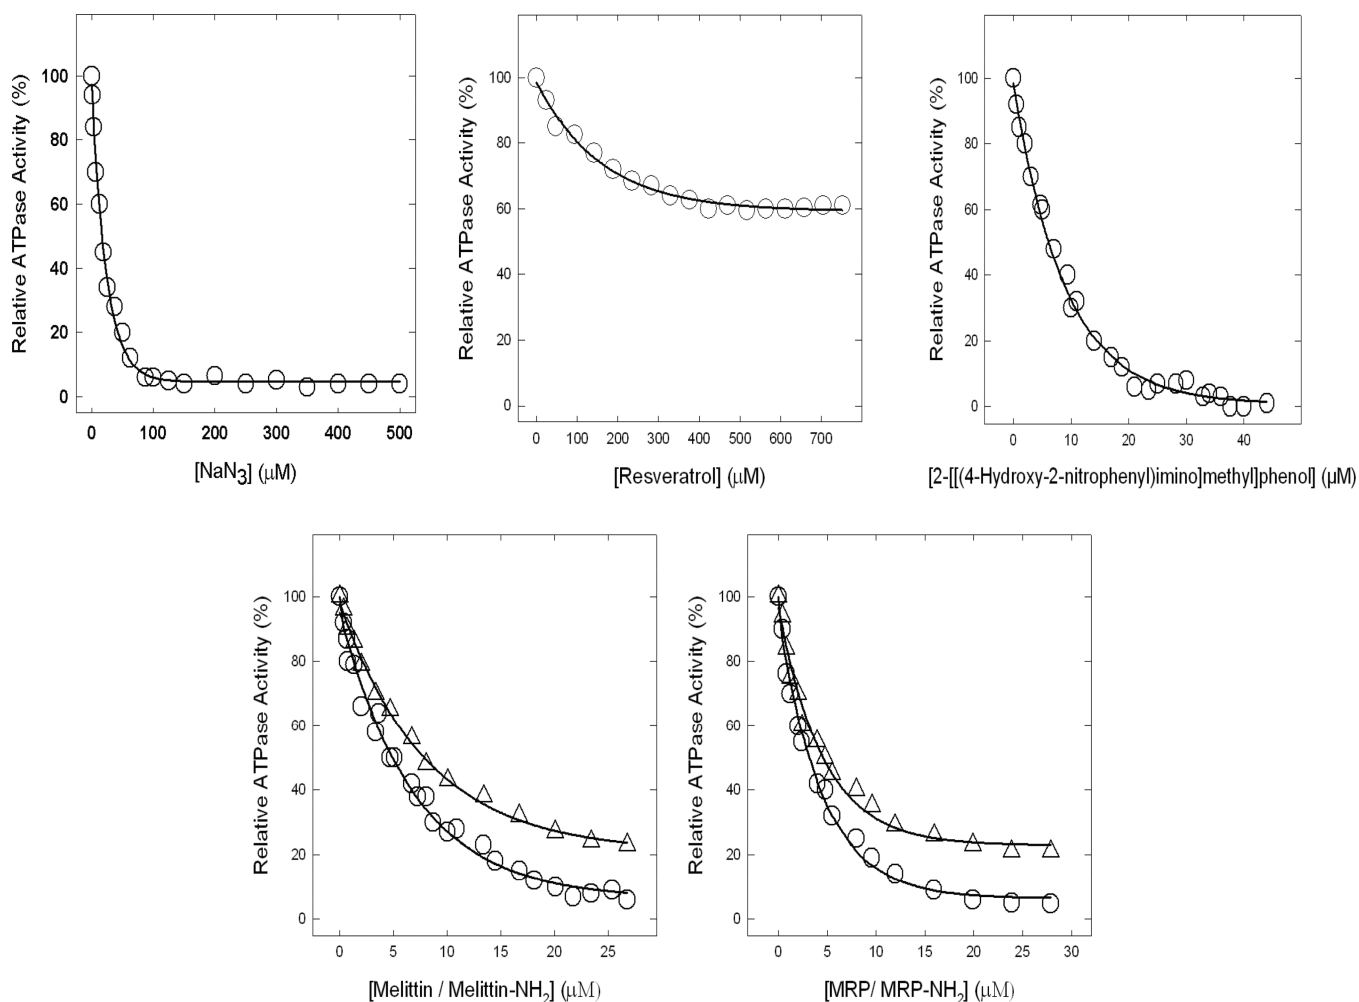 Relative ATPase Activity (%)
100
80
60
40
20
0
0 100 200 300 400 500
[NaN3] (μM)
Relative ATPase Activity (%)
100
80
60
40
20
0
0 100 200 300 400 500 600 700
[Resveratrol] (μM)
Relative ATPase Activity (%)
100
80
60
40
20
0
0 10 20 30 40
[2-[[(4-Hydroxy-2-nitrophenyl)imino]methyl]phenol] (μM)
Relative ATPase Activity (%)
100
80
60
40
20
0
0 5 10 15 20 25
[Melittin / Melittin-NH2] (μM)
Relative ATPase Activity (%)
100
80
60
40
20
0
0 5 10 15 20 25 30
[MRP/ MRP-NH2] (μM)